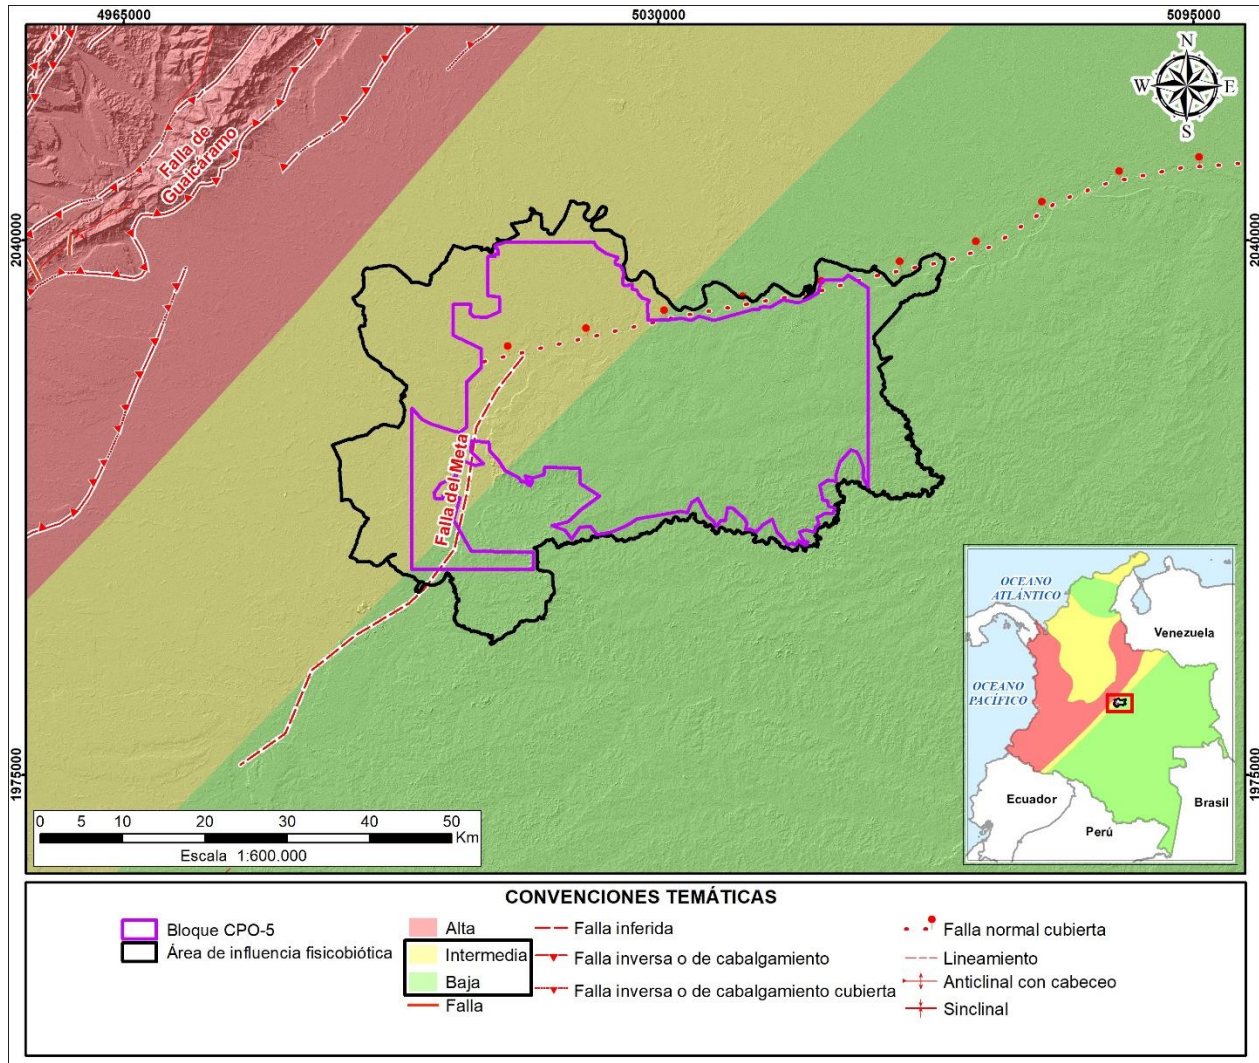 4965000
5030000
5095000
N
W E
S
Falla de
Guaicáramo
2040000
2040000
Falla del Meta
OCEANO
ATLÁNTICO
Venezuela
OCEANO
PACÍFICO
Ecuador
Perú
Brasil
1975000
1975000
0 5 10 20 30 40 50
Km
Escala 1:600.000
CONVENCIONES TEMÁTICAS
Bloque CPO-5
Área de influencia fisicobiótica
Alta
Intermedia
Baja
Falla
Falla inferida
Falla inversa o de cabalgamiento
Falla inversa o de cabalgamiento cubierta
Falla normal cubierta
Lineamiento
Anticlinal con cabeceo
Sinclinal